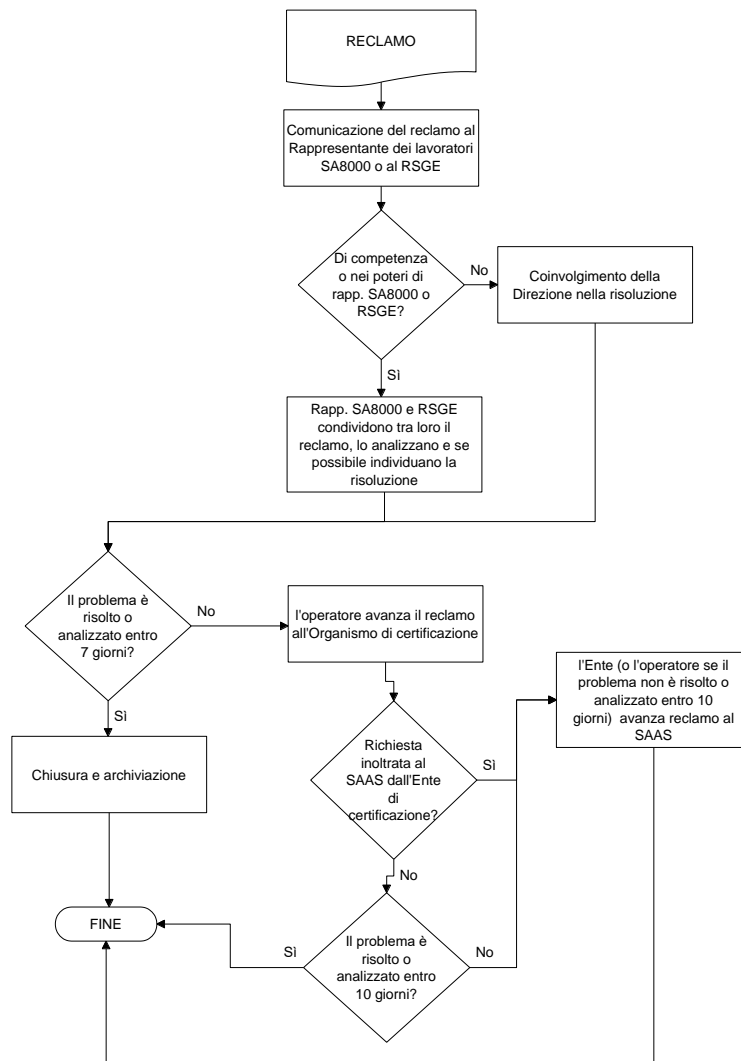 RECLAMO
Comunicazione del reclamo al
Rappresentante dei lavoratori
SA8000 o al RSGE
Di competenza
o nei poteri di
rapp. SA8000 o
RSGE?
No
Coinvolgimento della
Direzione nella risoluzione
Sì
Rapp. SA8000 e RSGE
condividono tra loro il
reclamo, lo analizzano e se
possibile individuano la
risoluzione
Il problema è
risolto o
analizzato entro
7 giorni?
No
l'operatore avanza il reclamo
all'Organismo di certificazione
l'Ente (o l'operatore se il
problema non è risolto o
analizzato entro 10
giorni) avanza reclamo al
SAAS
Sì
Chiusura e archiviazione
Richiesta
inoltrata al
SAAS dall'Ente
di
certificazione?
Sì
No
FINE
Sì
Il problema è
risolto o
analizzato entro
10 giorni?
No